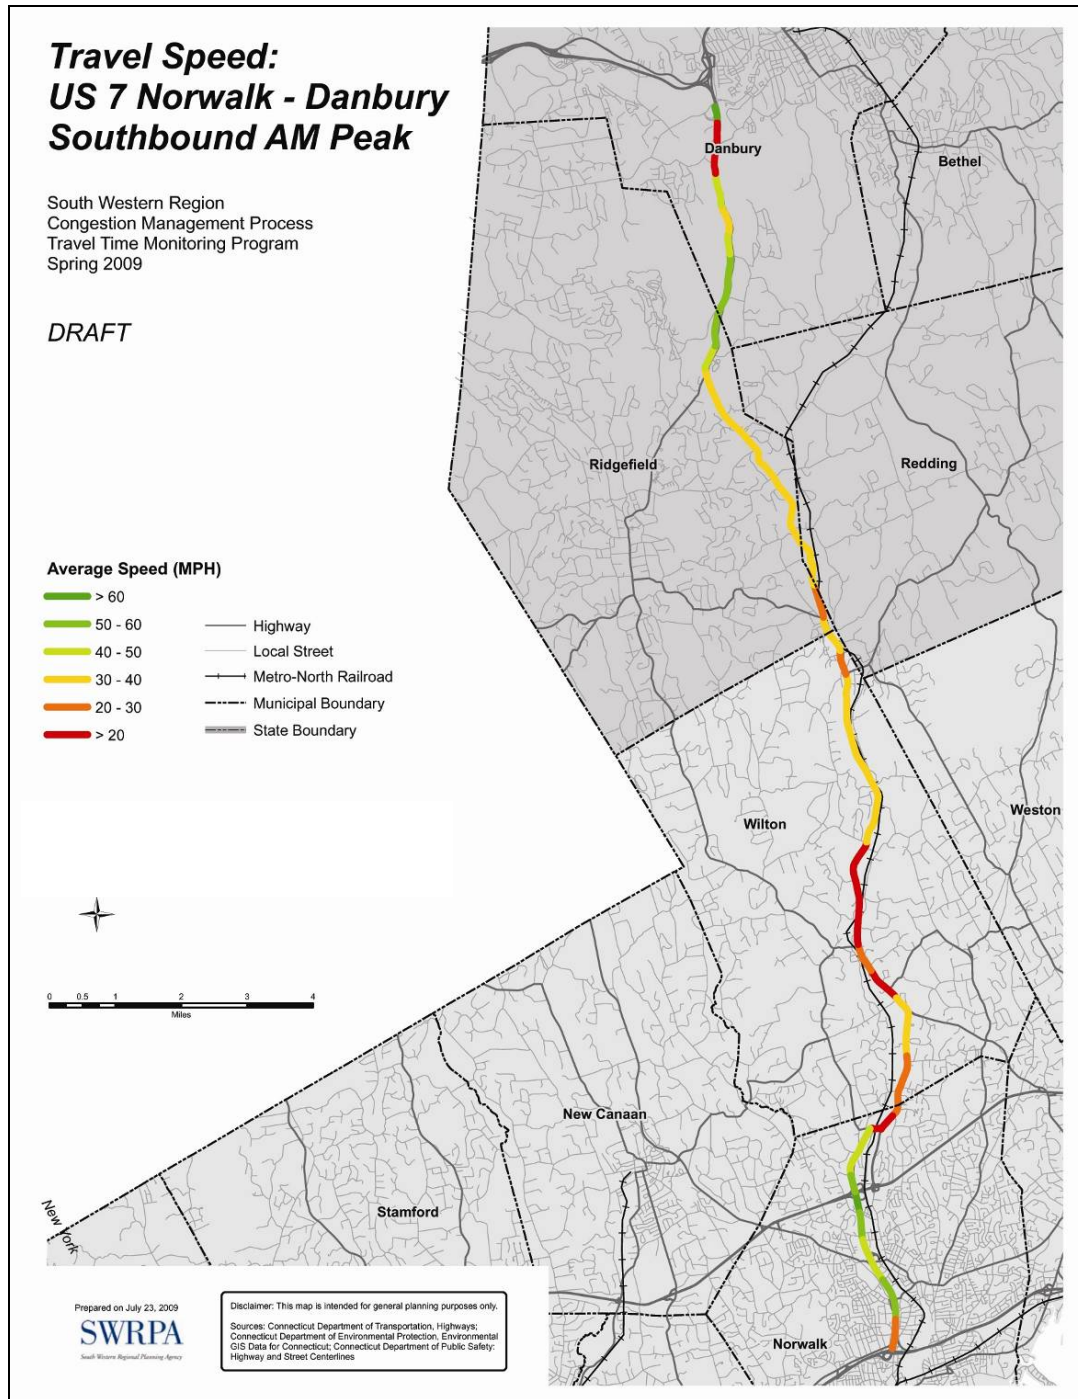 Travel Speed:
US 7 Norwalk - Danbury
Southbound AM Peak
South Western Region
Congestion Management Process
Travel Time Monitoring Program
Spring 2009
DRAFT
Danbury
Bethel
Ridgefield
Redding
Average Speed (MPH)
> 60
50 - 60
40 - 50
30 - 40
20 - 30
> 20
Highway
Local Street
Metro-North Railroad
Municipal Boundary
State Boundary
Wilton
Weston
0 0.5 1 2 3 4
Miles
New Canaan
Stamford
New York
Norwalk
Prepared on July 23, 2009
SWRPA
South Western Regional Planning Agency
Disclaimer: This map is intended for general planning purposes only.
Sources: Connecticut Department of Transportation, Highways;
Connecticut Department of Environmental Protection, Environmental
GIS Data for Connecticut; Connecticut Department of Public Safety:
Highway and Street Centerlines